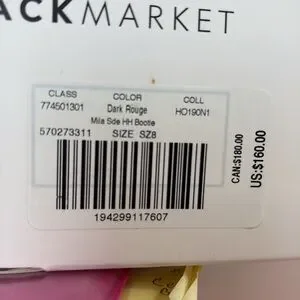 ACKMARKET
CLASS COLOR COLL
774501301 Dark Rouge HO190N1
Mila Sde HH Bootie
570273311 SIZE SZ8
194299117607
CAN:$180.00
US:$160.00